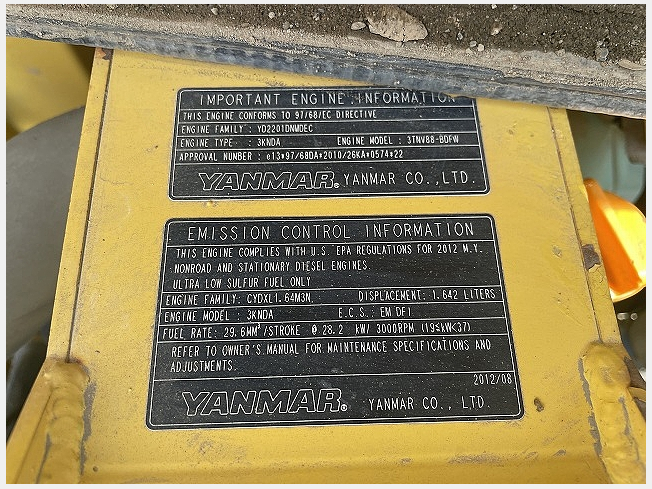 IMPORTANT ENGINE INFORMATION
THIS ENGINE CONFORMS TO 97/68/EC DIRECTIVE
ENGINE FAMILY : YD2201DNMDEC
ENGINE TYPE : 3KNDA ENGINE MODEL : 3TNV88-BDFW
APPROVAL NUMBER : e13*97/68DA*2010/26KA*0574*22
YANMAR® YANMAR CO.,LTD.
EMISSION CONTROL INFORMATION
THIS ENGINE COMPLIES WITH U.S. EPA REGULATIONS FOR 2012 M.Y.
NONROAD AND STATIONARY DIESEL ENGINES.
ULTRA LOW SULFUR FUEL ONLY
ENGINE FAMILY: CYDXL1.64M3N, DISPLACEMENT: 1.642 LITERS
ENGINE MODEL : 3KNDA E.C.S.: EM DFI
FUEL RATE: 29.6MM³/STROKE @ 28.2 kW/ 3000RPM (19≤kW<37)
REFER TO OWNER'S MANUAL FOR MAINTENANCE SPECIFICATIONS AND
ADJUSTMENTS.
2012/08
YANMAR® YANMAR CO., LTD.